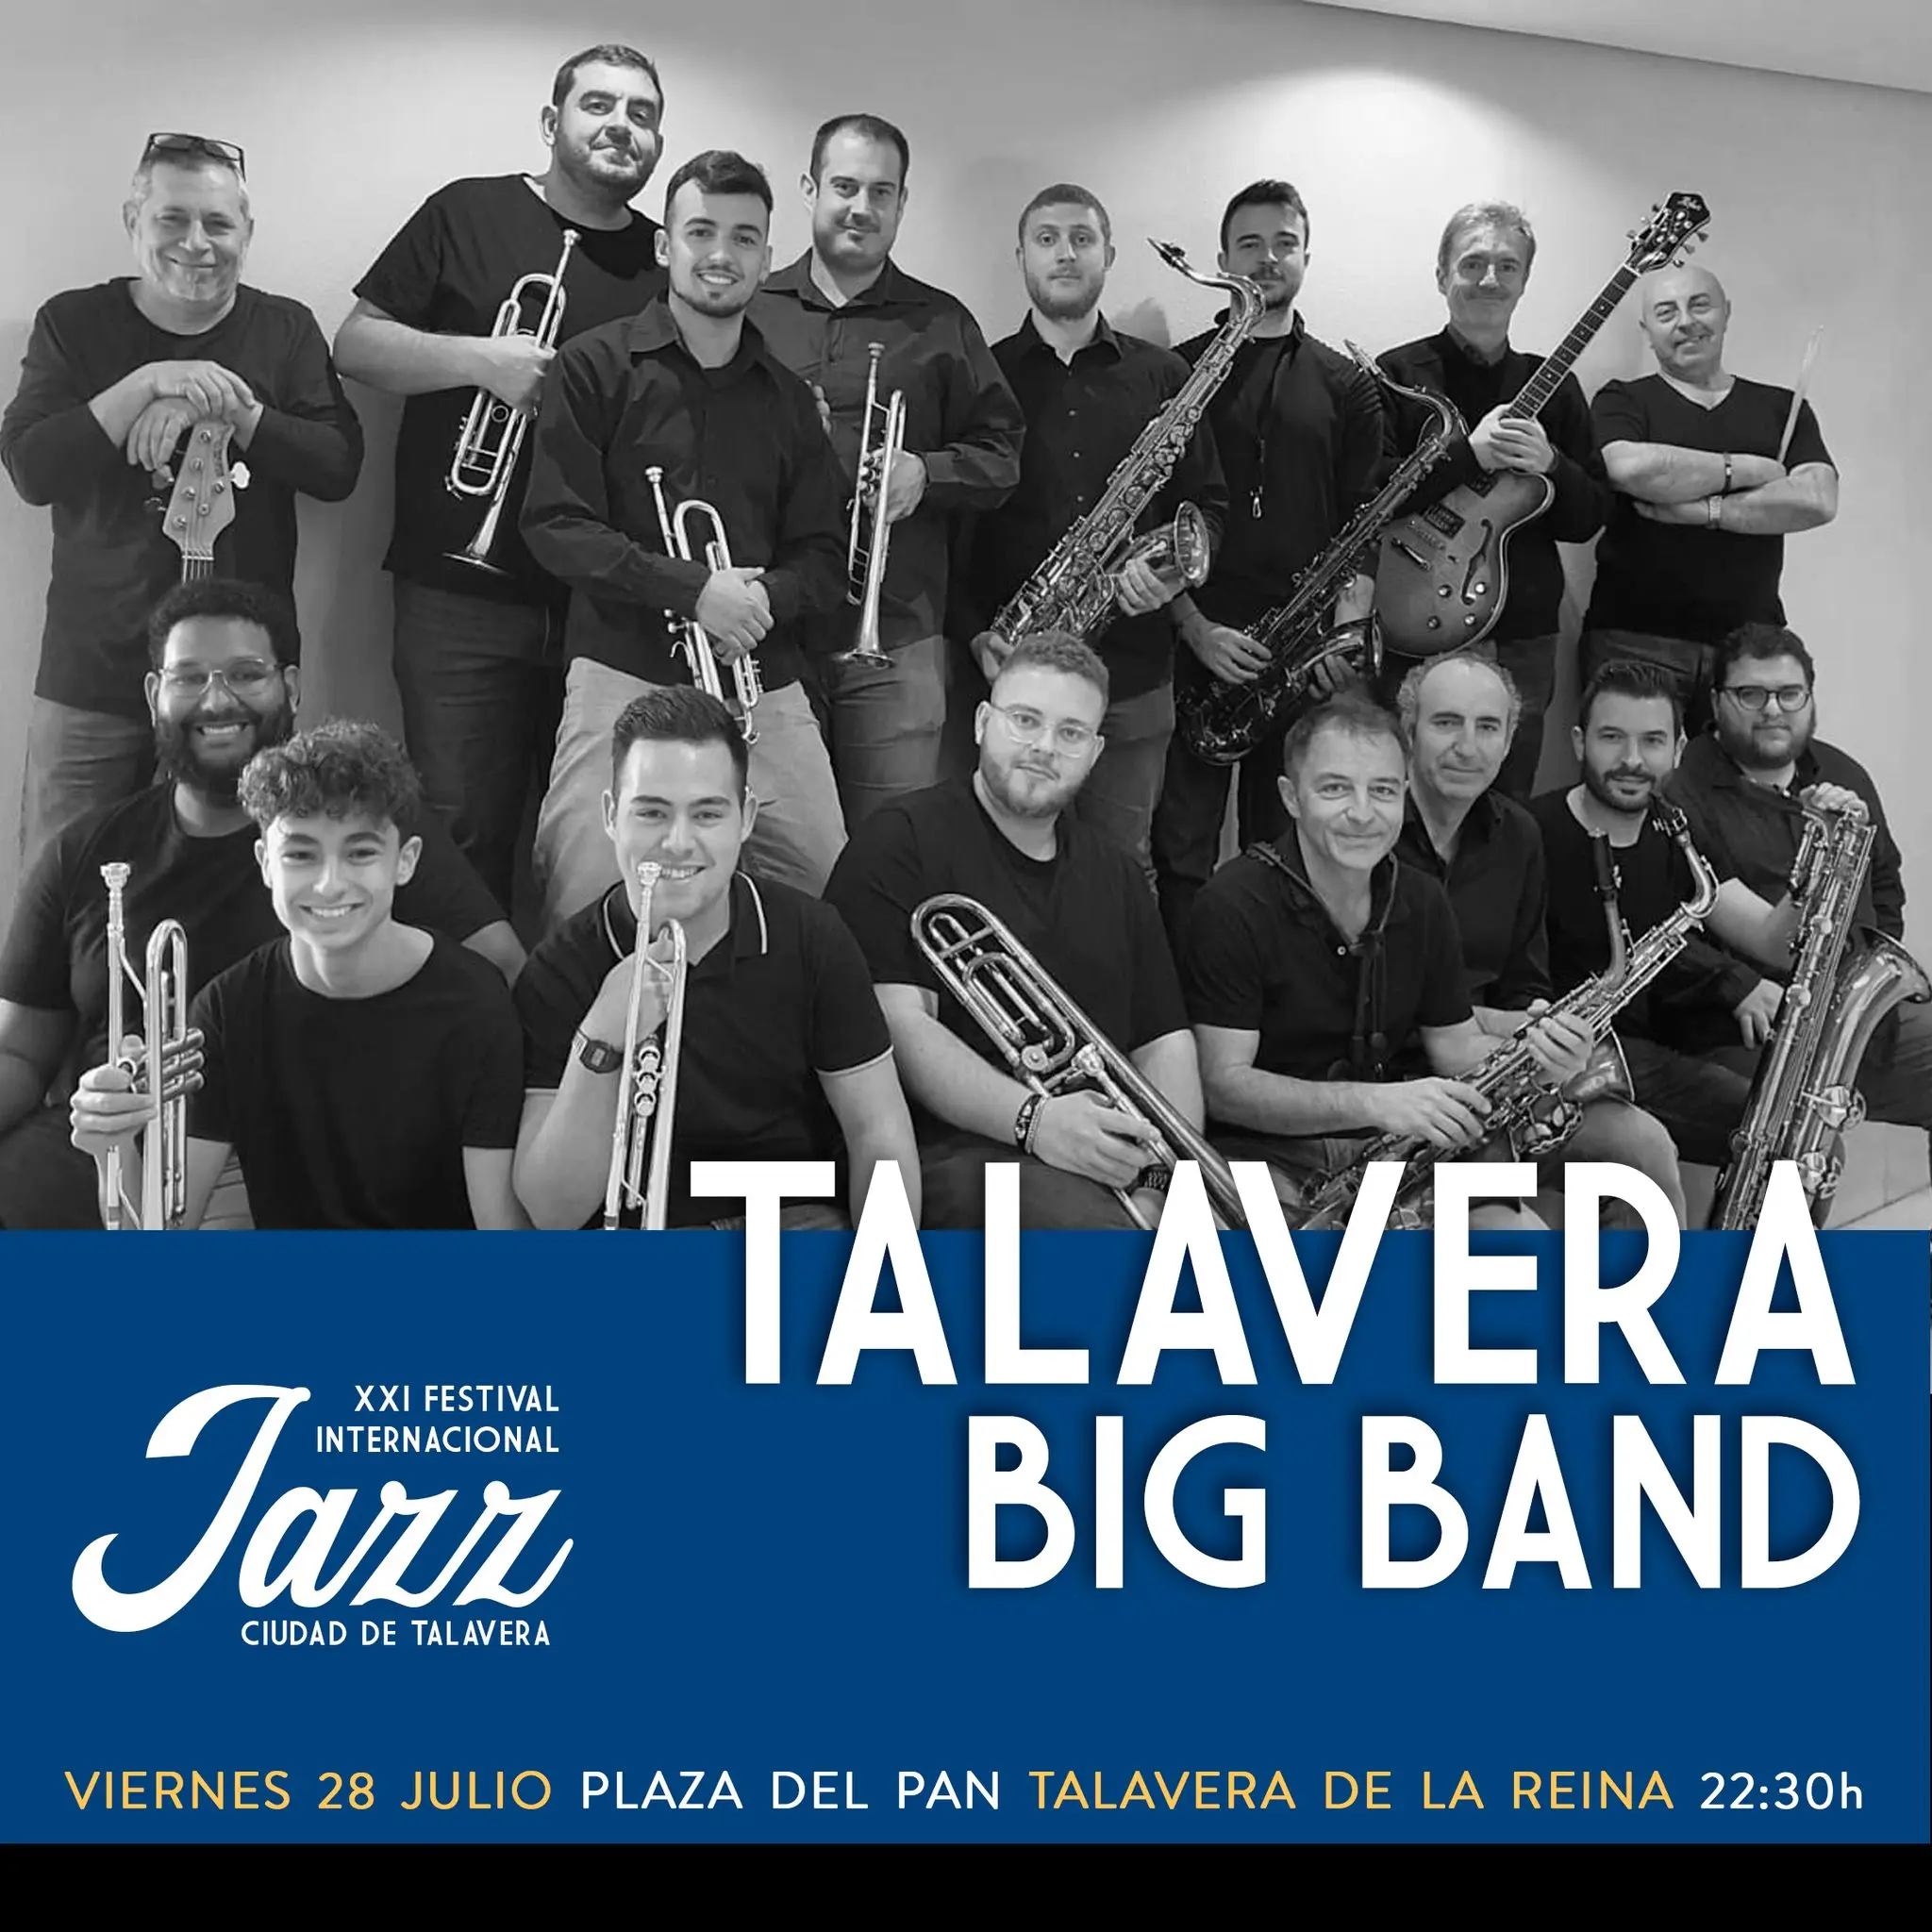 TALAVERA
BIG BAND
XXI FESTIVAL
INTERNACIONAL
Jazz
CIUDAD DE TALAVERA
VIERNES 28 JULIO PLAZA DEL PAN TALAVERA DE LA REINA 22:30h